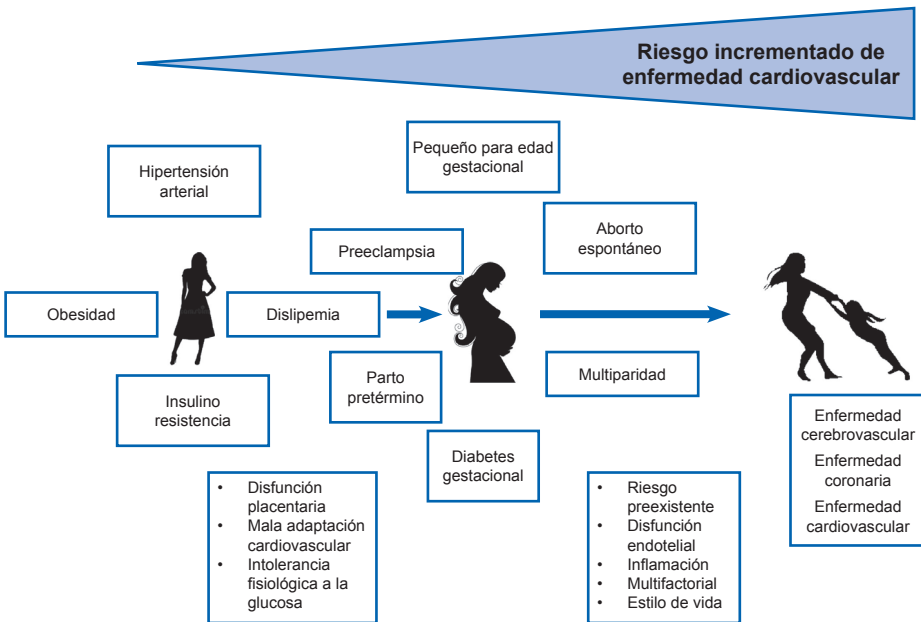 Riesgo incrementado de
enfermedad cardiovascular
Pequeño para edad
gestacional
Hipertensión
arterial
Aborto
espontáneo
Preeclampsia
Obesidad
Dislipemia
Parto
pretérmino
Multiparidad
Insulino
resistencia
Diabetes
gestacional
Enfermedad
cerebrovascular
Enfermedad
coronaria
Enfermedad
cardiovascular
• Disfunción
placentaria
• Mala adaptación
cardiovascular
• Intolerancia
fisiológica a la
glucosa
• Riesgo
preexistente
• Disfunción
endotelial
• Inflamación
• Multifactorial
• Estilo de vida